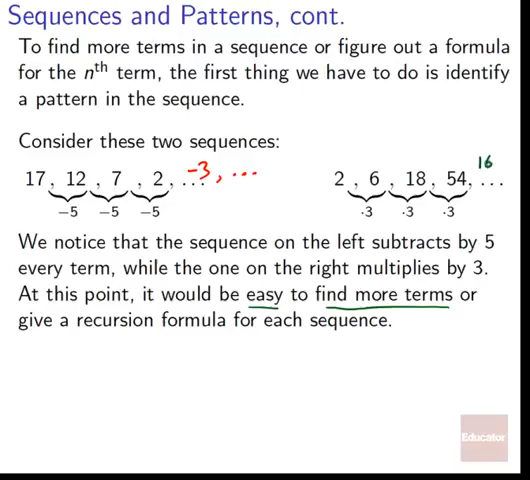 Sequences and Patterns, cont.
To find more terms in a sequence or figure out a formula
for the nth term, the first thing we have to do is identify
a pattern in the sequence.
Consider these two sequences:
17, 12, 7, 2, ... -3, ...
2, 6, 18, 54, ... 16
−5 −5 −5
·3 ·3 ·3
We notice that the sequence on the left subtracts by 5
every term, while the one on the right multiplies by 3.
At this point, it would be easy to find more terms or
give a recursion formula for each sequence.
Educator